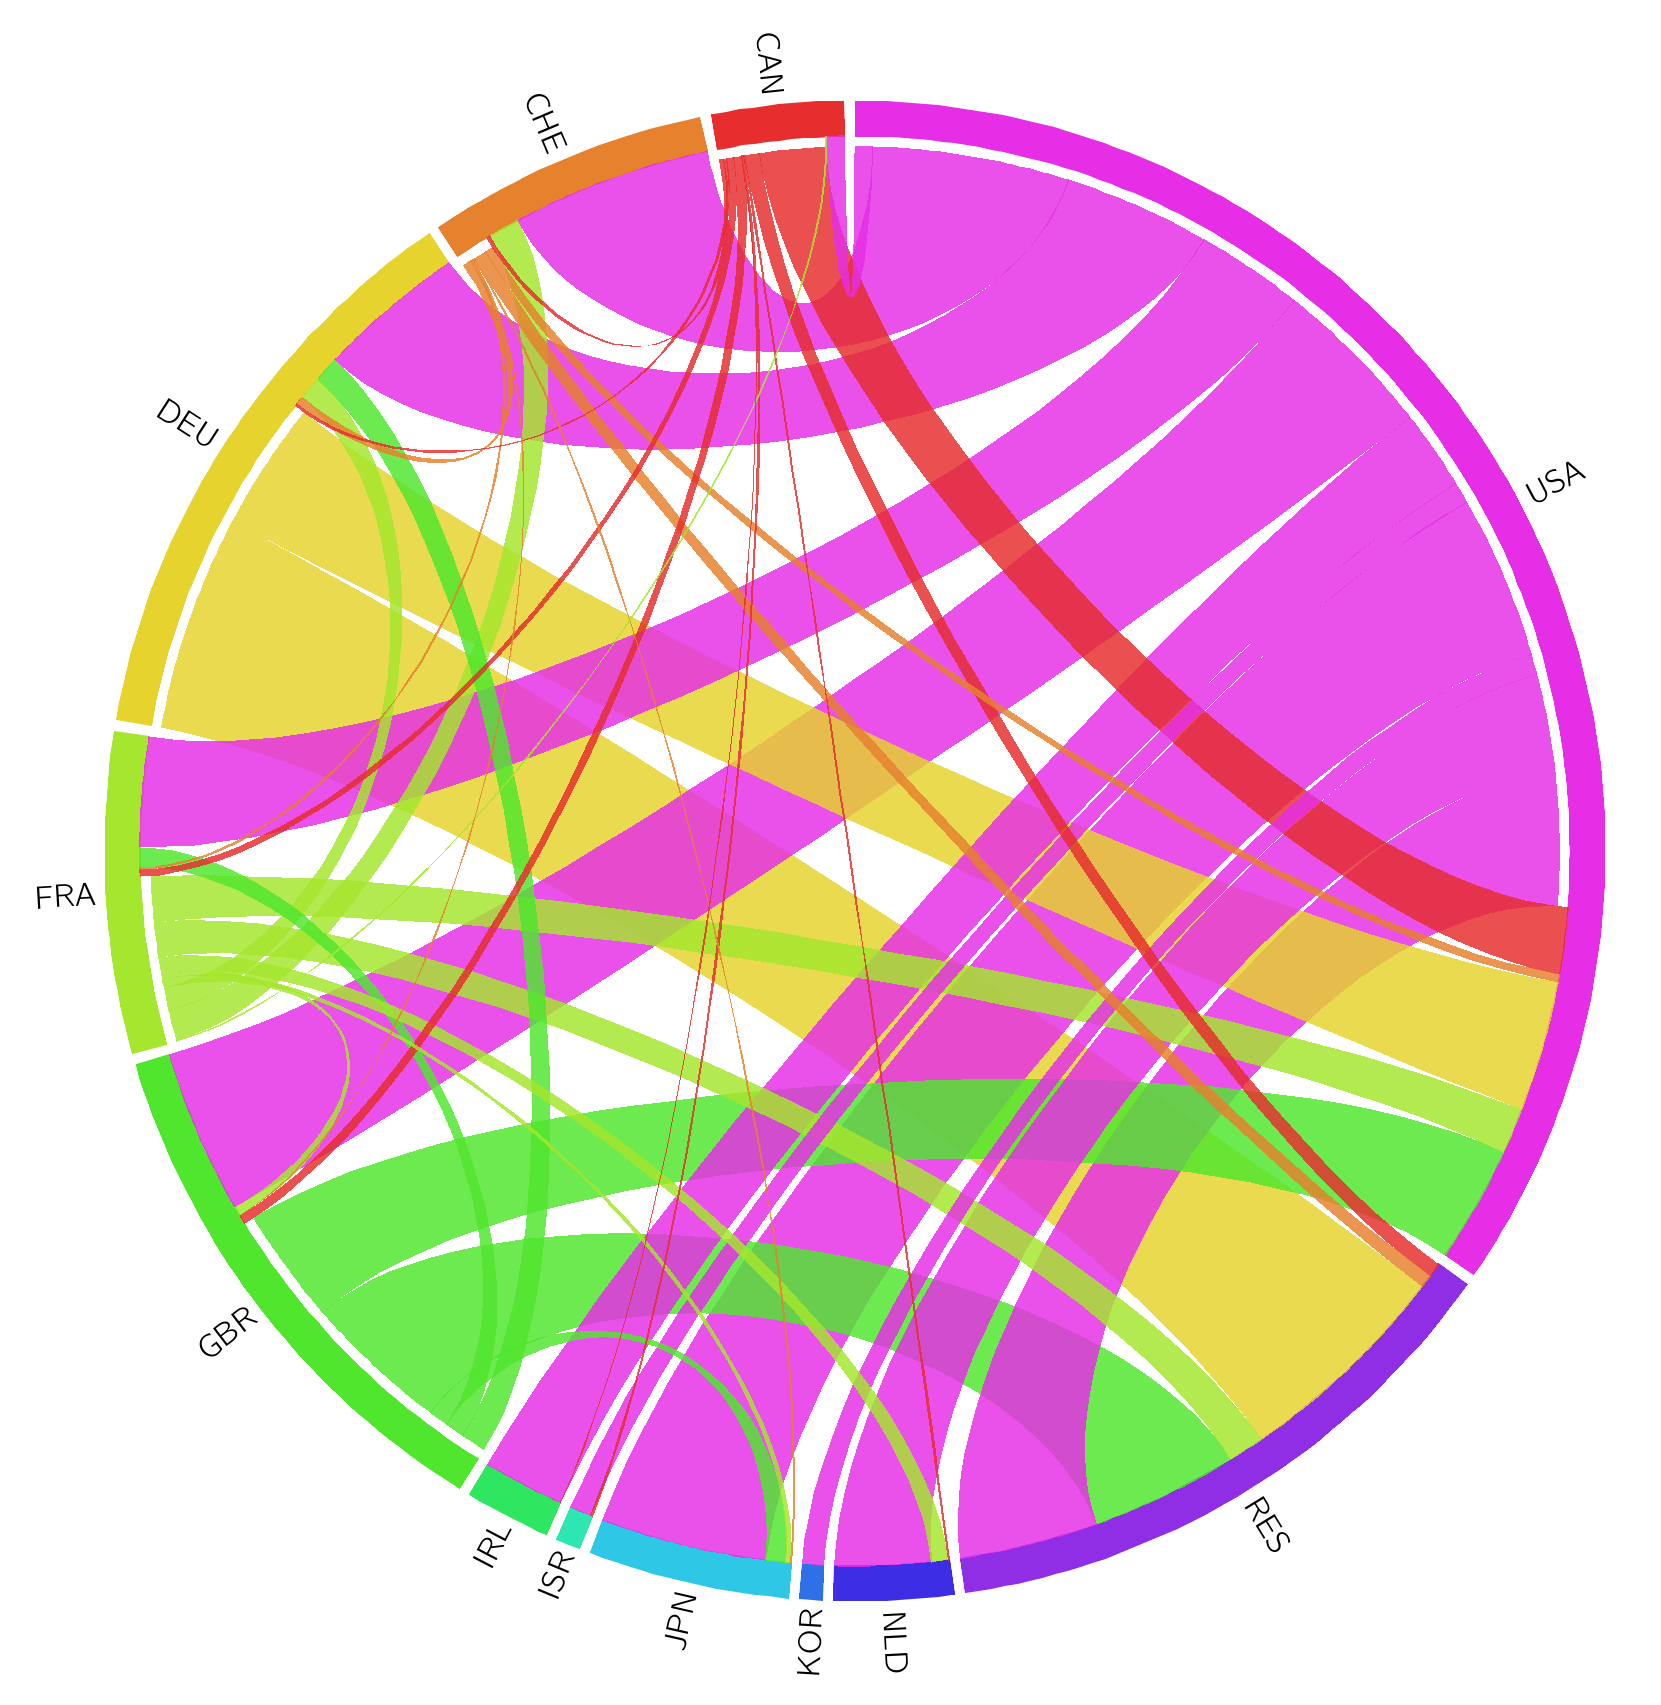 CAN
CHE
USA
DEU
FRA
GBR
RES
IRL
ISR
JPN
KOR
NLD